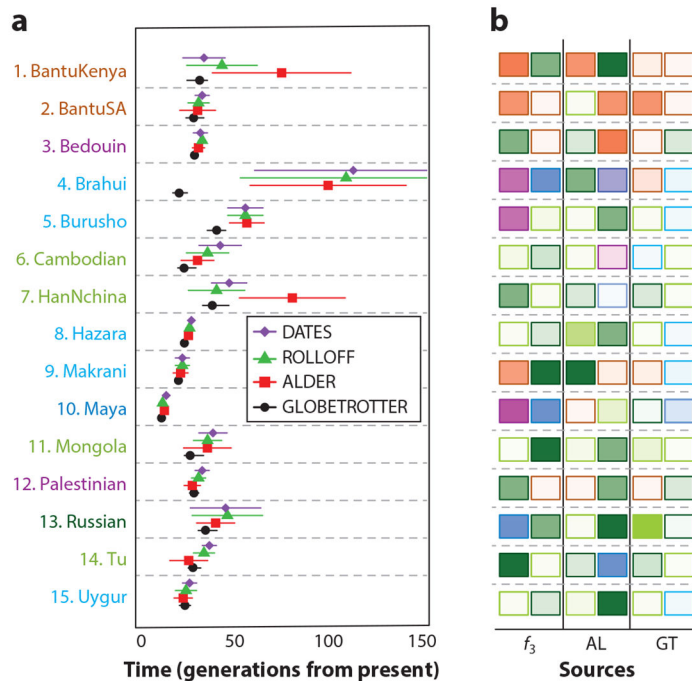 a
b
1. BantuKenya
2. BantuSA
3. Bedouin
4. Brahui
5. Burusho
6. Cambodian
7. HanNchina
8. Hazara
9. Makrani
10. Maya
11. Mongola
12. Palestinian
13. Russian
14. Tu
15. Uygur
DATES
ROLLOFF
ALDER
GLOBETROTTER
0 50 100 150
Time (generations from present)
f₃ AL GT
Sources